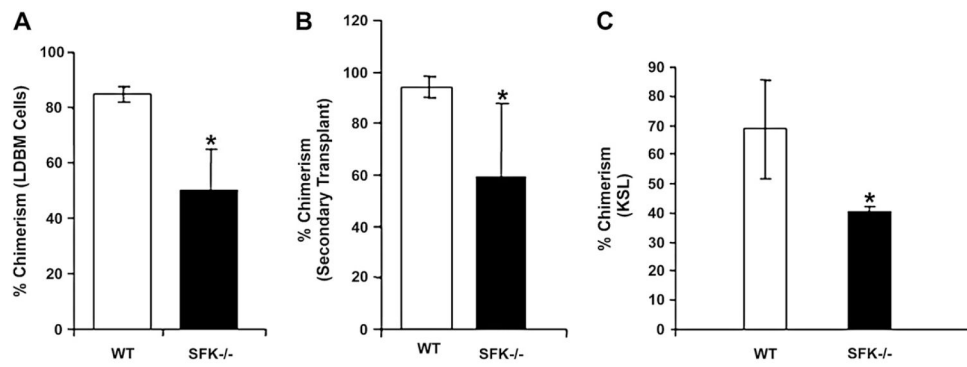 A
% Chimerism (LDBM Cells)
100
80
60
40
20
0
*
WT
SFK-/-
B
% Chimerism
(Secondary Transplant)
120
100
80
60
40
20
0
*
WT
SFK-/-
C
% Chimerism
(KSL)
90
80
70
60
50
40
30
20
10
0
*
WT
SFK-/-